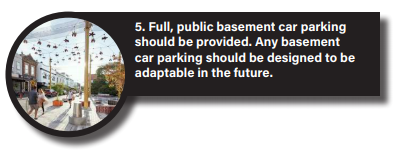 5. Full, public basement car parking
should be provided. Any basement
car parking should be designed to be
adaptable in the future.